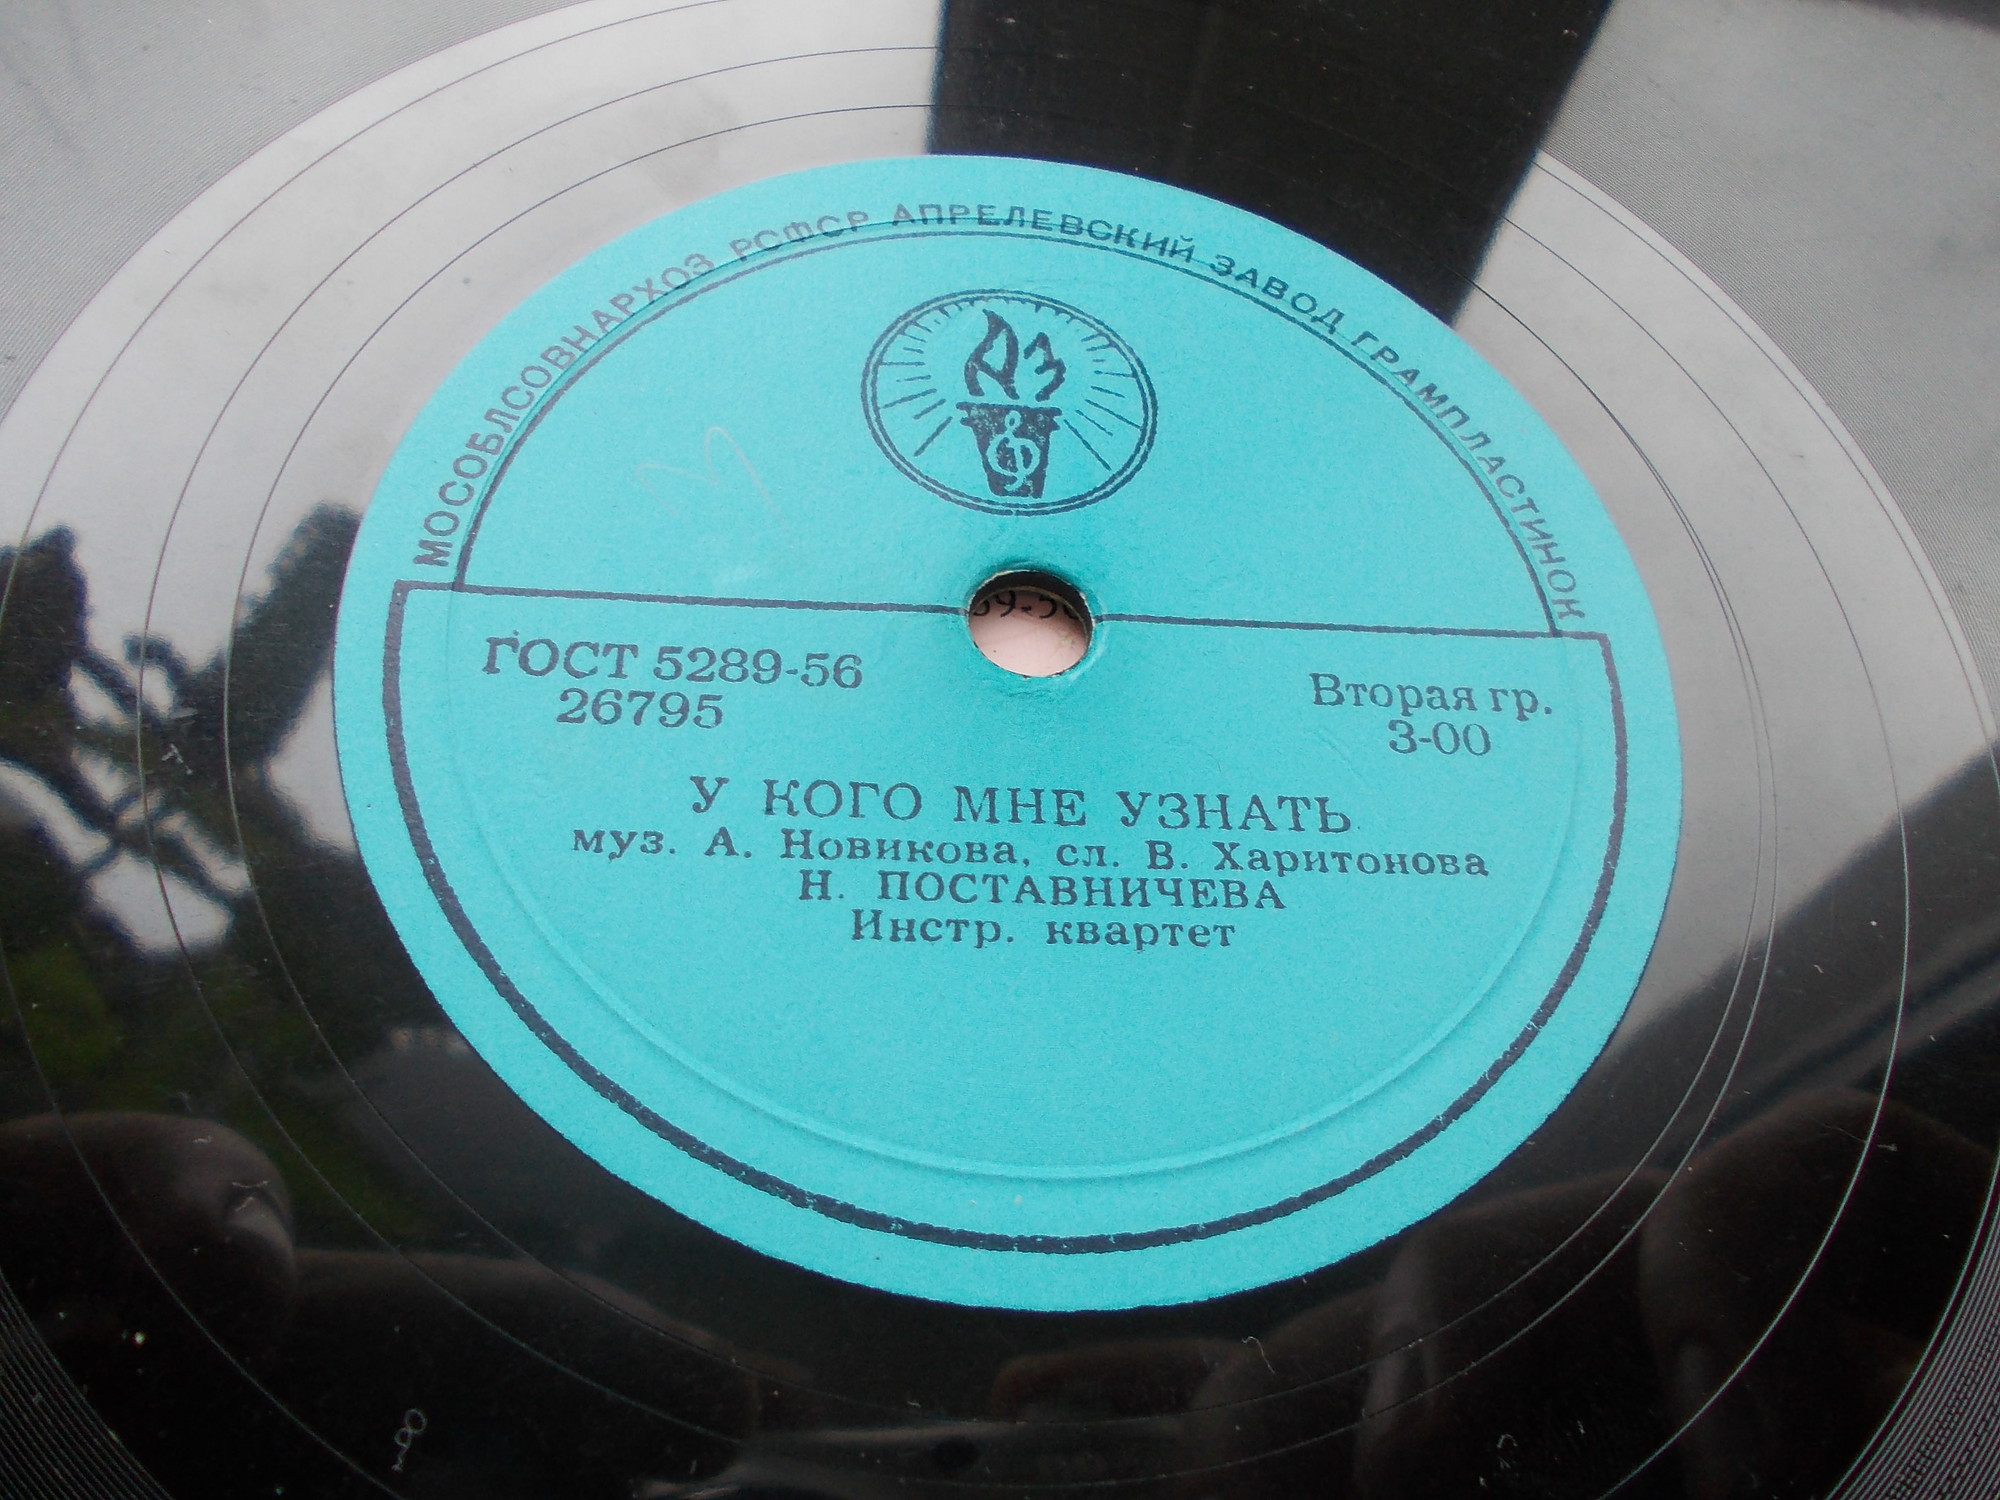 МОСОБЛСОВНАРХОЗ РСФСР АПРЕЛЕВСКИЙ ЗАВОД ГРАМПЛАСТИНОК
АЗ
ГОСТ 5289-56
26795
Вторая гр.
3-00
У КОГО МНЕ УЗНАТЬ
муз. А. Новикова, сл. В. Харитонова
Н. ПОСТАВНИЧЕВА
Инстр. квартет